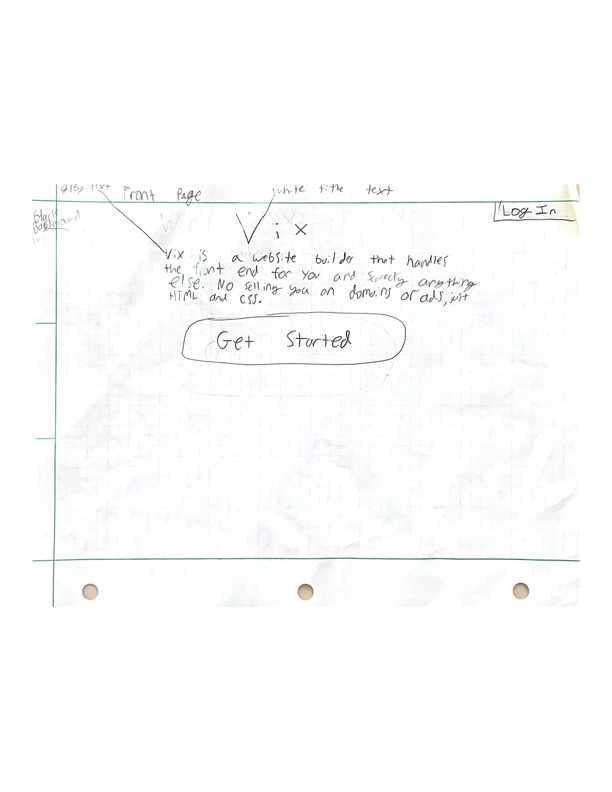 grey text Front Page white title text
black
Background
Log In
Vix
Vix is a website builder that handles
the front end for you and scarcely anything
else. No selling you on domains or ads, just
HTML and CSS.
Get Started